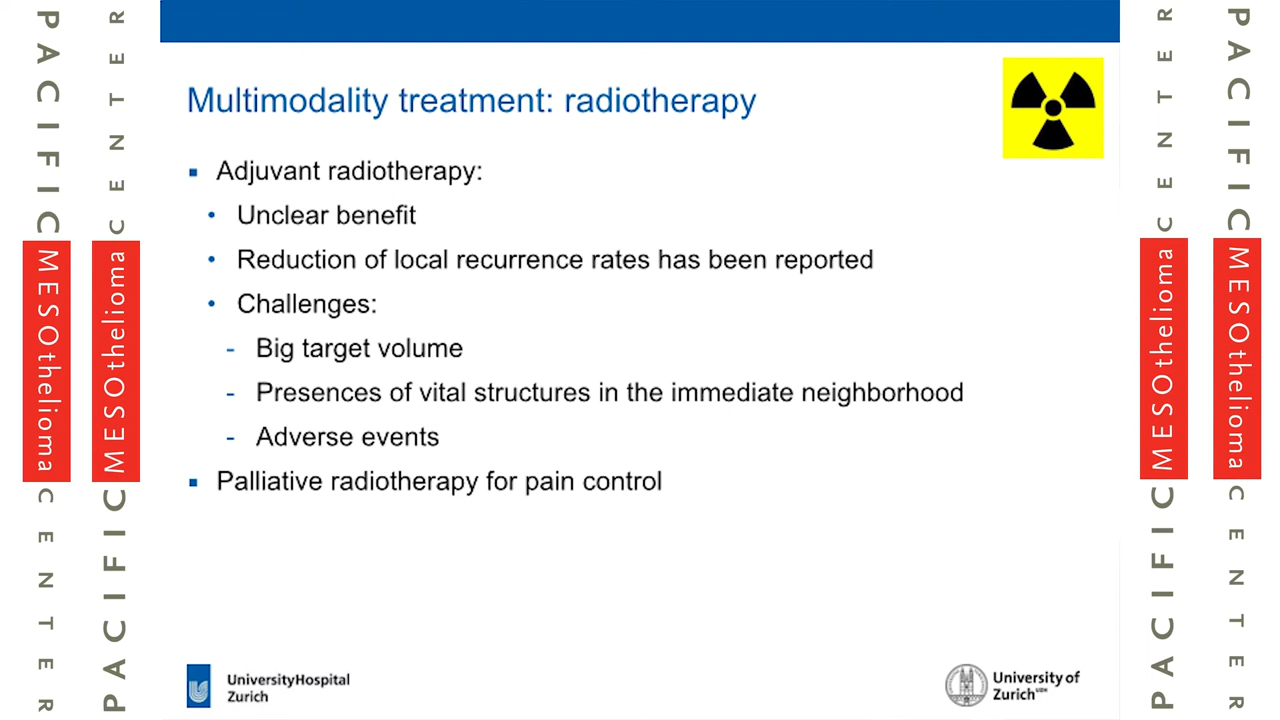 PACIFIC MESOthelioma CENTER
PACIFIC MESOthelioma CENTER
Multimodality treatment: radiotherapy
▪ Adjuvant radiotherapy:
• Unclear benefit
• Reduction of local recurrence rates has been reported
• Challenges:
- Big target volume
- Presences of vital structures in the immediate neighborhood
- Adverse events
▪ Palliative radiotherapy for pain control
UniversityHospital
Zurich
University of
Zurich UZH
PACIFIC MESOthelioma CENTER
PACIFIC MESOthelioma CENTER